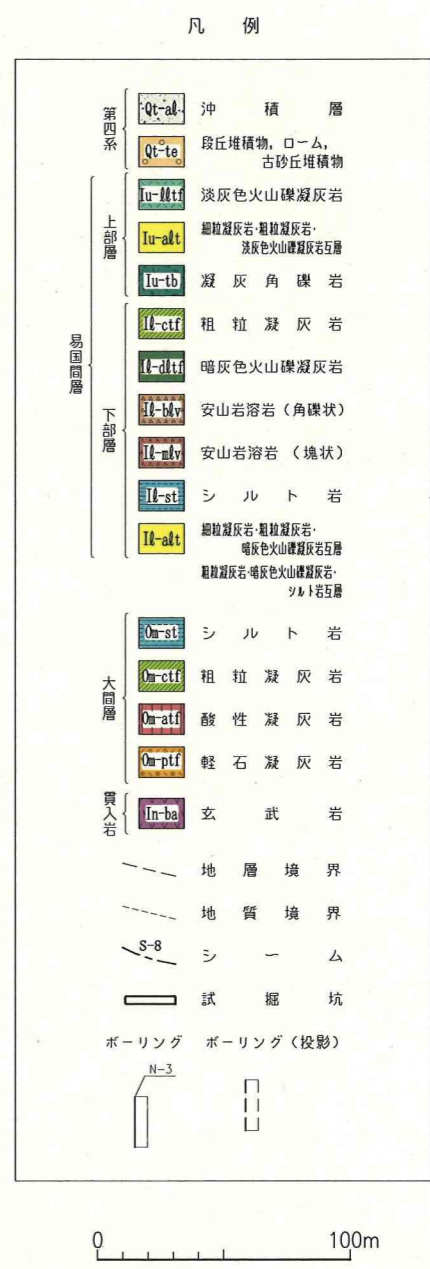 凡 例
第四系
Qt-al 沖積層
Qt-te 段丘堆積物，ローム，
古砂丘堆積物
易国間層
上部層
Iu-lltf 淡灰色火山礫凝灰岩
Iu-alt 細粒凝灰岩・粗粒凝灰岩・
淡灰色火山礫凝灰岩互層
Iu-tb 凝灰角礫岩
下部層
Il-ctf 粗粒凝灰岩
Il-dltf 暗灰色火山礫凝灰岩
Il-blv 安山岩溶岩（角礫状）
Il-mlv 安山岩溶岩（塊状）
Il-st シルト岩
Il-alt 細粒凝灰岩・粗粒凝灰岩・
暗灰色火山礫凝灰岩互層
粗粒凝灰岩・暗灰色火山礫凝灰岩・
シルト岩互層
大間層
Om-st シルト岩
Om-ctf 粗粒凝灰岩
Om-atf 酸性凝灰岩
Om-ptf 軽石凝灰岩
貫入岩
In-ba 玄武岩
地層境界
地質境界
S-8 シーム
試掘坑
ボーリング ボーリング（投影）
N-3
0 100m